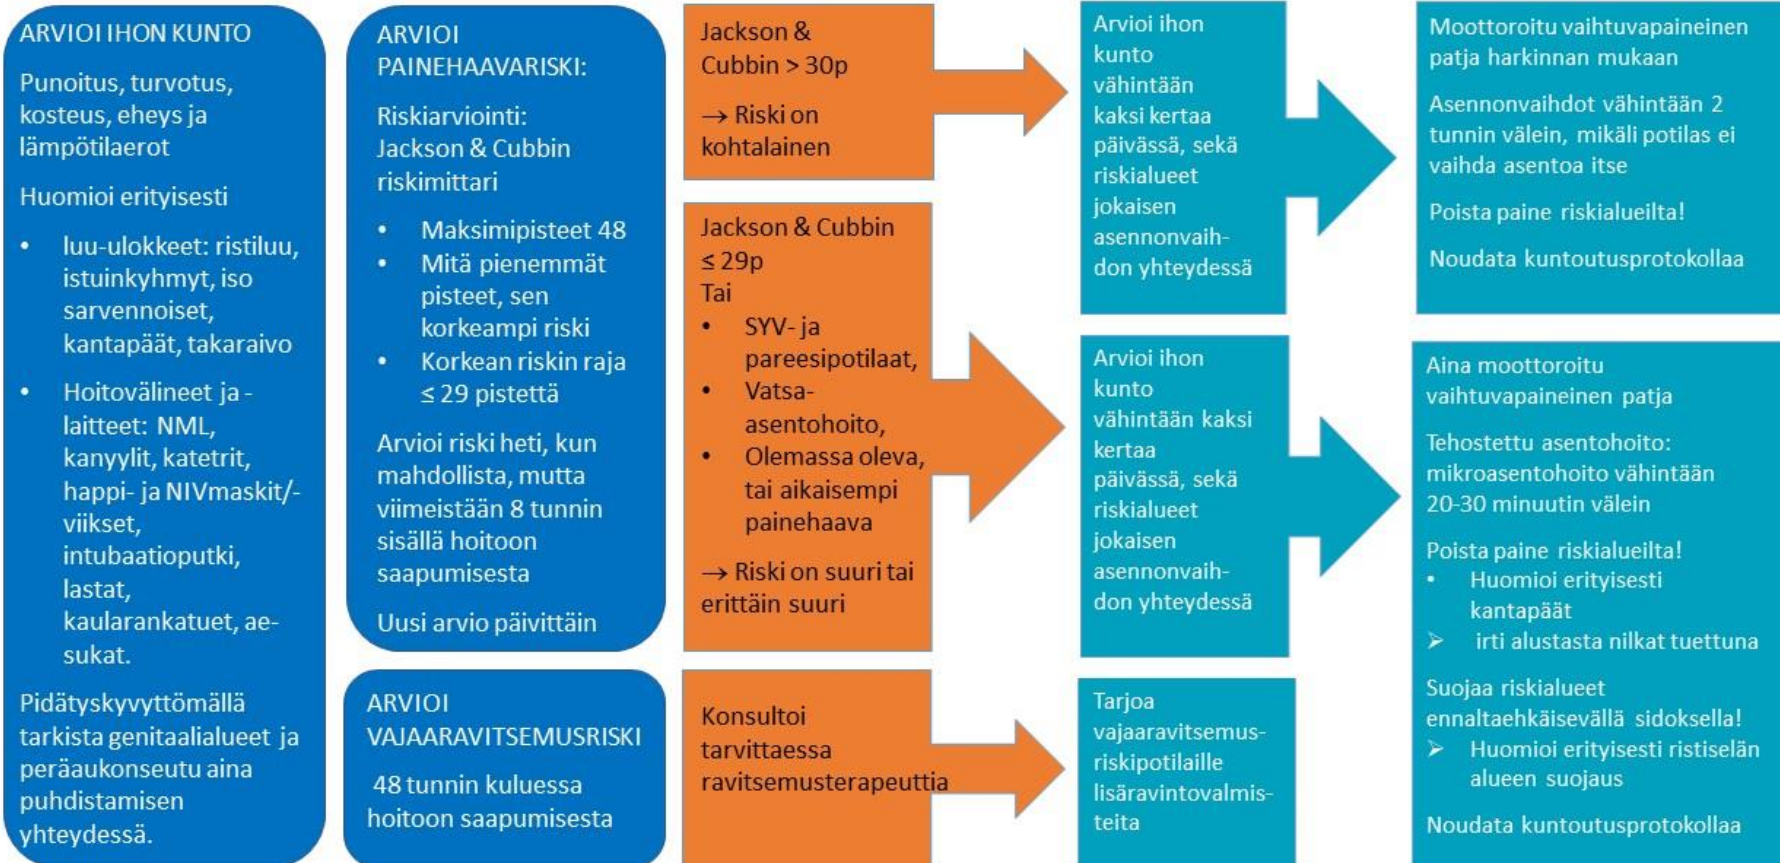 ARVIOI IHON KUNTO
Punoitus, turvotus,
kosteus, eheys ja
lämpötilaerot
Huomioi erityisesti
• luu-ulokkeet: ristiluu,
istuinkyhmyt, iso
sarvennoiset,
kantapäät, takaraivo
• Hoitovälineet ja -
laitteet: NML,
kanyylit, katetrit,
happi- ja NIVmaskit/-
viikset,
intubaatioputki,
lastat,
kaularankatuet, ae-
sukat.
Pidätyskyvyttömällä
tarkista genitaalialueet ja
peräaukonseutu aina
puhdistamisen
yhteydessä.
ARVIOI
PAINEHAAVARISKI:
Riskiarviointi:
Jackson & Cubbin
riskimittari
• Maksimipisteet 48
• Mitä pienemmät
pisteet, sen
korkeampi riski
• Korkean riskin raja
≤ 29 pistettä
Arvioi riski heti, kun
mahdollista, mutta
viimeistään 8 tunnin
sisällä hoitoon
saapumisesta
Uusi arvio päivittäin
ARVIOI
VAJAARAVITSEMUSRISKI
48 tunnin kuluessa
hoitoon saapumisesta
Jackson &
Cubbin > 30p
→ Riski on
kohtalainen
Jackson & Cubbin
≤ 29p
Tai
• SYV- ja
pareesipotilaat,
• Vatsa-
asentohoito,
• Olemassa oleva,
tai aikaisempi
painehaava
→ Riski on suuri tai
erittäin suuri
Konsultoi
tarvittaessa
ravitsemusterapeuttia
Arvioi ihon
kunto
vähintään
kaksi kertaa
päivässä, sekä
riskialueet
jokaisen
asennonvaih-
don yhteydessä
Arvioi ihon
kunto
vähintään kaksi
kertaa
päivässä, sekä
riskialueet
jokaisen
asennonvaih-
don yhteydessä
Tarjoa
vajaaravitsemus-
riskipotilaille
lisäravintovalmis-
teita
Moottoroitu vaihtuvapaineinen
patja harkinnan mukaan
Asennonvaihdot vähintään 2
tunnin välein, mikäli potilas ei
vaihda asentoa itse
Poista paine riskialueilta!
Noudata kuntoutusprotokollaa
Aina moottoroitu
vaihtuvapaineinen patja
Tehostettu asentohoito:
mikroasentohoito vähintään
20-30 minuutin välein
Poista paine riskialueilta!
• Huomioi erityisesti
kantapäät
➢ irti alustasta nilkat tuettuna
Suojaa riskialueet
ennaltaehkäisevällä sidoksella!
➢ Huomioi erityisesti ristiselän
alueen suojaus
Noudata kuntoutusprotokollaa